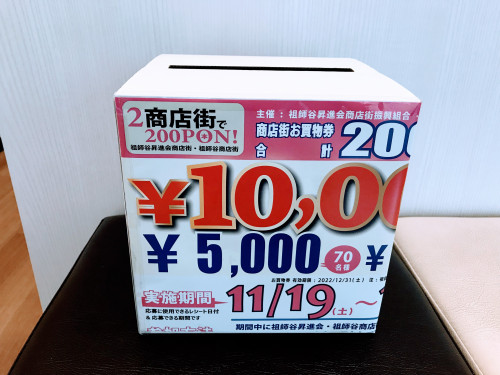 2商店街で
200PON!
祖師谷昇進会商店街・祖師谷商店街
主催：祖師谷昇進会商店街振興組合
商店街お買物券
合計 200
¥10,00
¥5,000 70名様 ¥
お買物券 有効期限：2022/12/31(土) 注：
実施期間 11/19(土)～
応募に使用できるレシート日付
&応募できる期間です
期間中に祖師谷昇進会・祖師谷商店